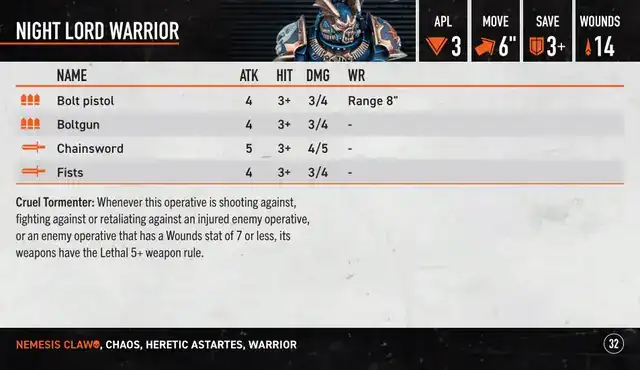 NIGHT LORD WARRIOR
APL MOVE SAVE WOUNDS
3 6" 3+ 14
NAME ATK HIT DMG WR
Bolt pistol 4 3+ 3/4 Range 8"
Boltgun 4 3+ 3/4 -
Chainsword 5 3+ 4/5 -
Fists 4 3+ 3/4 -
Cruel Tormenter: Whenever this operative is shooting against,
fighting against or retaliating against an injured enemy operative,
or an enemy operative that has a Wounds stat of 7 or less, its
weapons have the Lethal 5+ weapon rule.
NEMESIS CLAW, CHAOS, HERETIC ASTARTES, WARRIOR
32